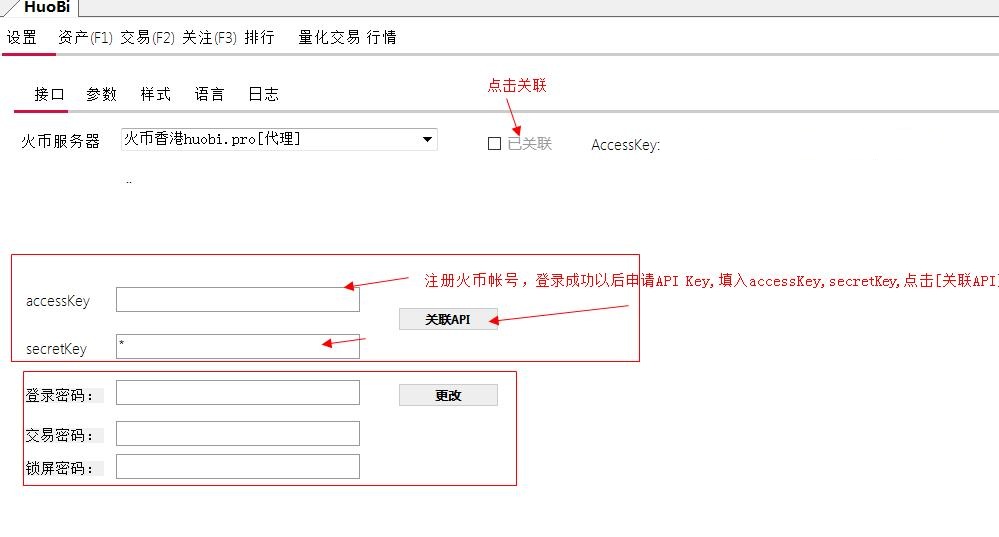 HuoBi
设置 资产(F1) 交易(F2) 关注(F3) 排行 量化交易 行情
点击关联
接口 参数 样式 语言 日志
火币服务器 火币香港huobi.pro[代理] 已关联 AccessKey:
..
注册火币帐号，登录成功以后申请API Key,填入accessKey,secretKey,点击[关联API]
accessKey
关联API
secretKey *
登录密码： 更改
交易密码：
锁屏密码：